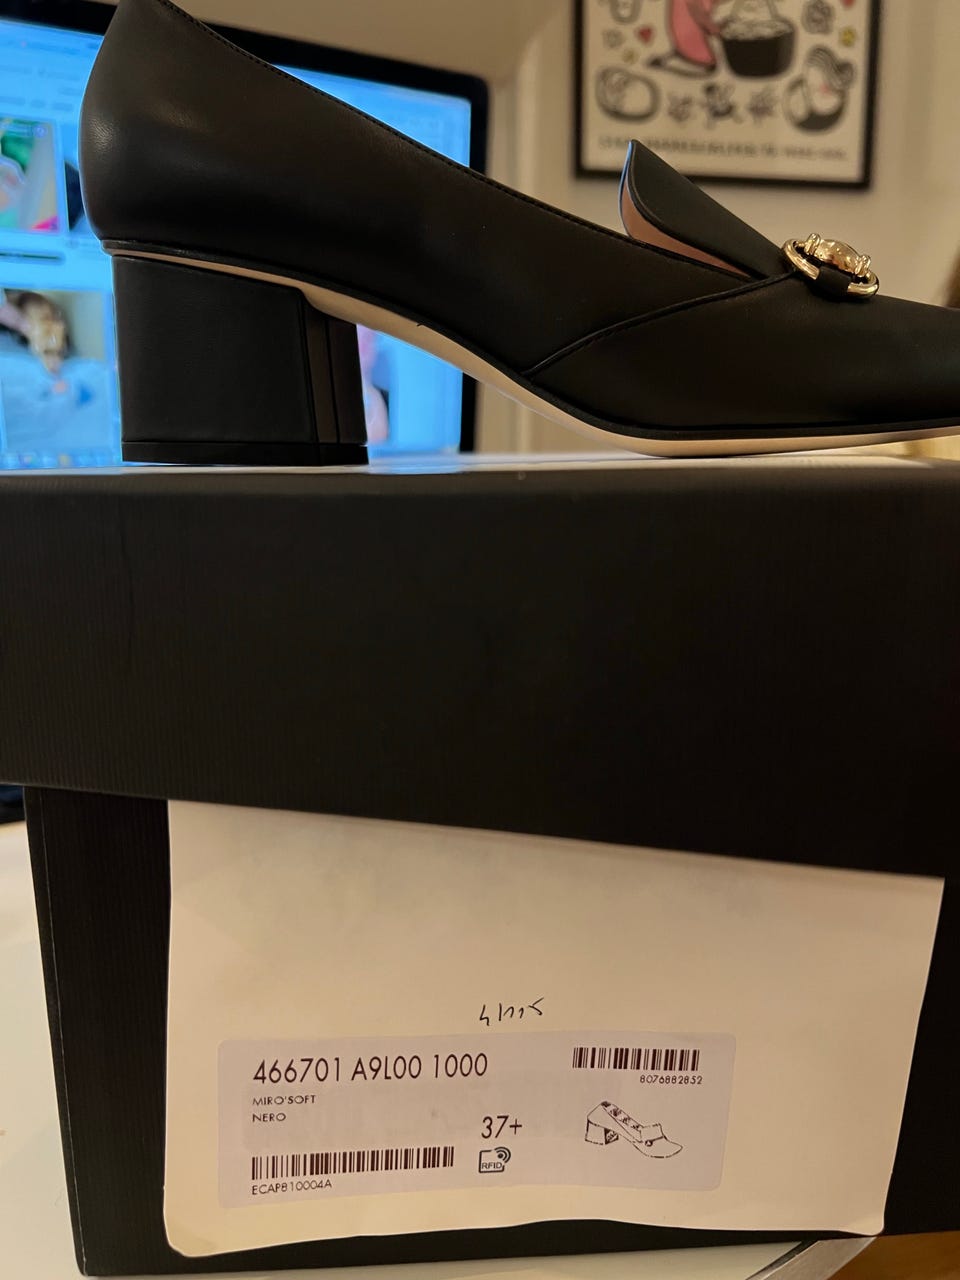 466701 A9L00 1000
8076882852
MIRO'SOFT
NERO
37+
RFID
ECAP810004A